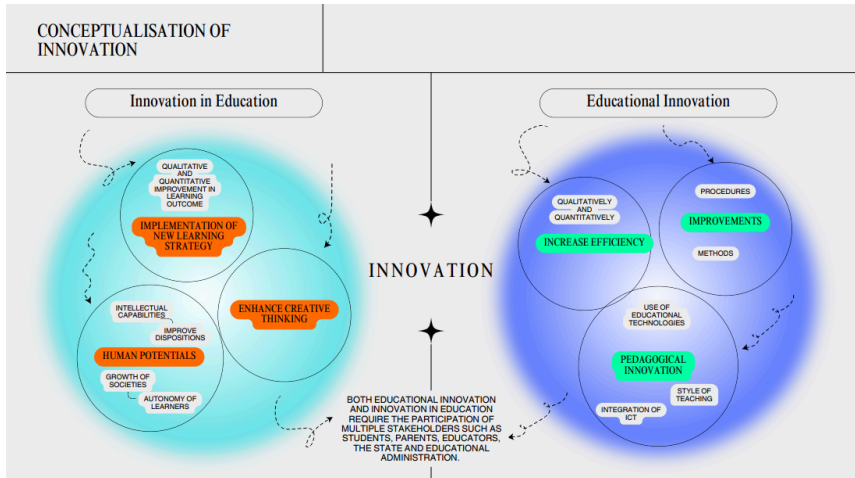 CONCEPTUALISATION OF
INNOVATION
Innovation in Education
QUALITATIVE
AND
QUANTITATIVE
IMPROVEMENT IN
LEARNING
OUTCOME
IMPLEMENTATION OF
NEW LEARNING
STRATEGY
ENHANCE CREATIVE
THINKING
INTELLECTUAL
CAPABILITIES
IMPROVE
DISPOSITIONS
HUMAN POTENTIALS
GROWTH OF
SOCIETIES
AUTONOMY OF
LEARNERS
INNOVATION
BOTH EDUCATIONAL INNOVATION
AND INNOVATION IN EDUCATION
REQUIRE THE PARTICIPATION OF
MULTIPLE STAKEHOLDERS SUCH AS
STUDENTS, PARENTS, EDUCATORS,
THE STATE AND EDUCATIONAL
ADMINISTRATION.
Educational Innovation
QUALITATIVELY
AND
QUANTITATIVELY
INCREASE EFFICIENCY
PROCEDURES
IMPROVEMENTS
METHODS
USE OF
EDUCATIONAL
TECHNOLOGIES
PEDAGOGICAL
INNOVATION
STYLE OF
TEACHING
INTEGRATION OF
ICT